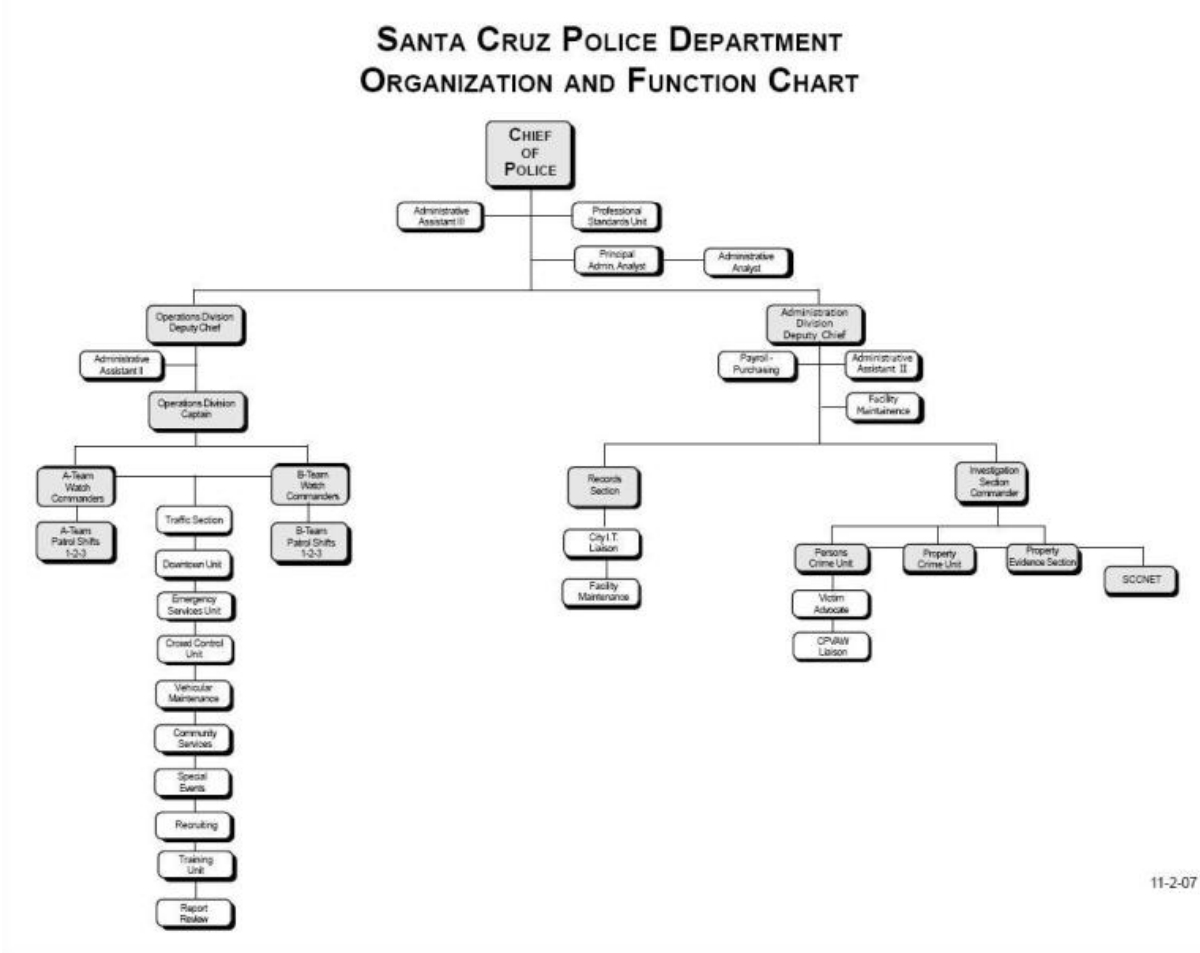 SANTA CRUZ POLICE DEPARTMENT
ORGANIZATION AND FUNCTION CHART
CHIEF
OF
POLICE
Administrative
Assistant III
Professional
Standards Unit
Principal
Admin. Analyst
Administrative
Analyst
Operations Division
Deputy Chief
Administration
Division
Deputy Chief
Administrative
Assistant II
Payroll -
Purchasing
Administrative
Assistant II
Operations Division
Captain
Facility
Maintainence
A-Team
Watch
Commanders
B-Team
Watch
Commanders
Records
Section
Investigation
Section
Commander
Traffic Section
A-Team
Patrol Shifts
1-2-3
B-Team
Patrol Shifts
1-2-3
City I.T.
Liaison
Persons
Crime Unit
Property
Crime Unit
Property
Evidence Section
SCCNET
Downtown Unit
Facility
Maintenance
Victim
Advocate
Emergency
Services Unit
CPVAW
Liaison
Crowd Control
Unit
Vehicular
Maintenance
Community
Services
Special
Events
Recruiting
Training
Unit
Report
Review
11-2-07